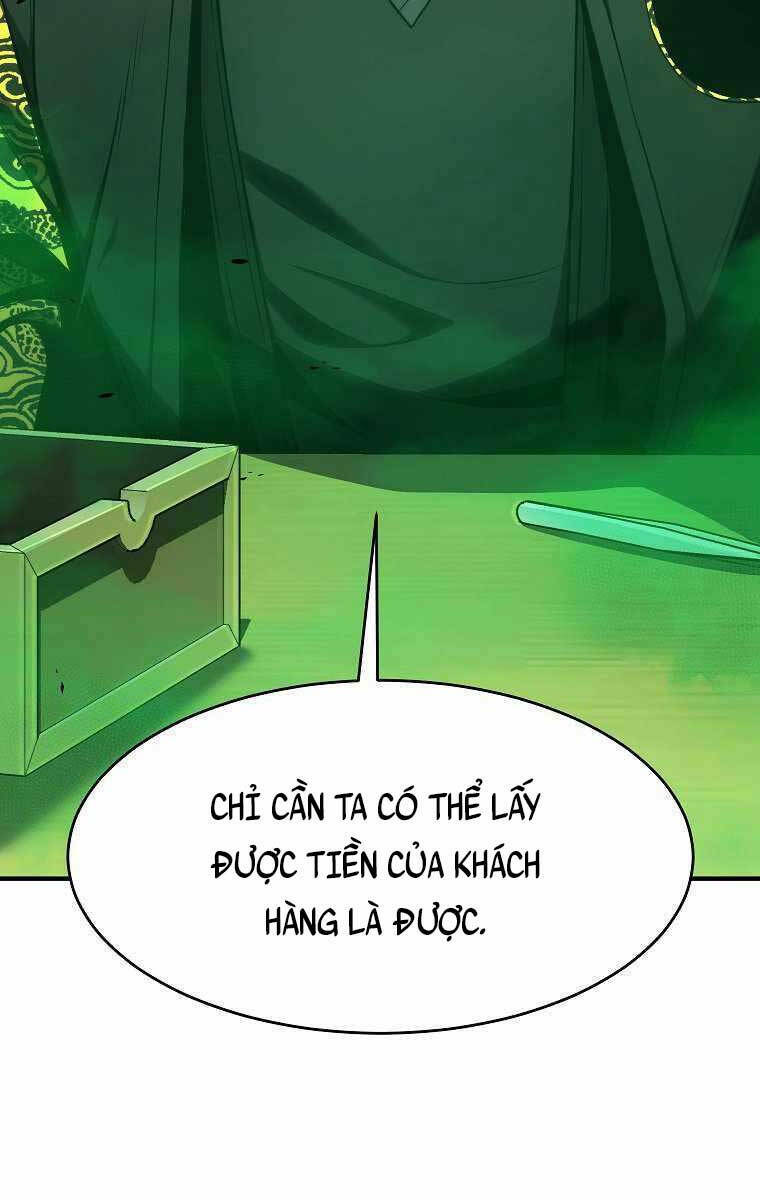 CHỈ CẦN TA CÓ THỂ LẤY
ĐƯỢC TIỀN CỦA KHÁCH
HÀNG LÀ ĐƯỢC.